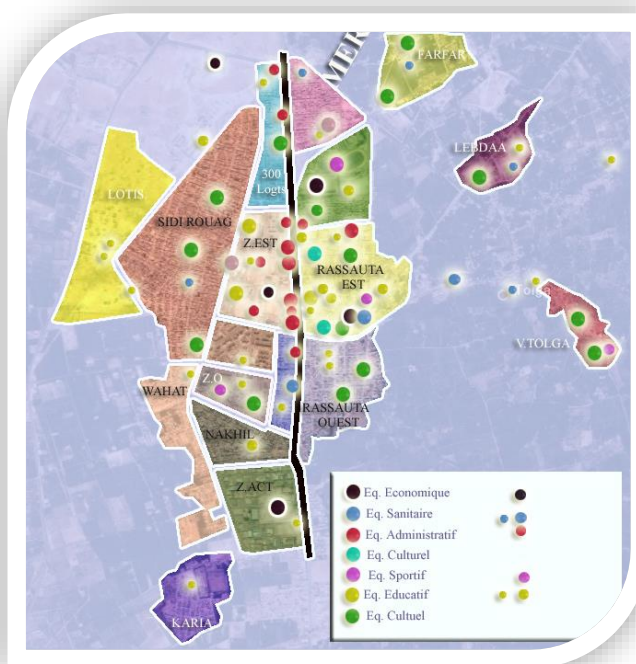 MER
FARFAR
LEBDAA
LOTIS
300
Logts
SIDI ROUAG
Z.EST
RASSAUTA
EST
Tolga
V.TOLGA
WAHAT
Z.O
RASSAUTA
OUEST
NAKHIL
Z.ACT
KARIA
Eq. Economique
Eq. Sanitaire
Eq. Administratif
Eq. Culturel
Eq. Sportif
Eq. Educatif
Eq. Cultuel